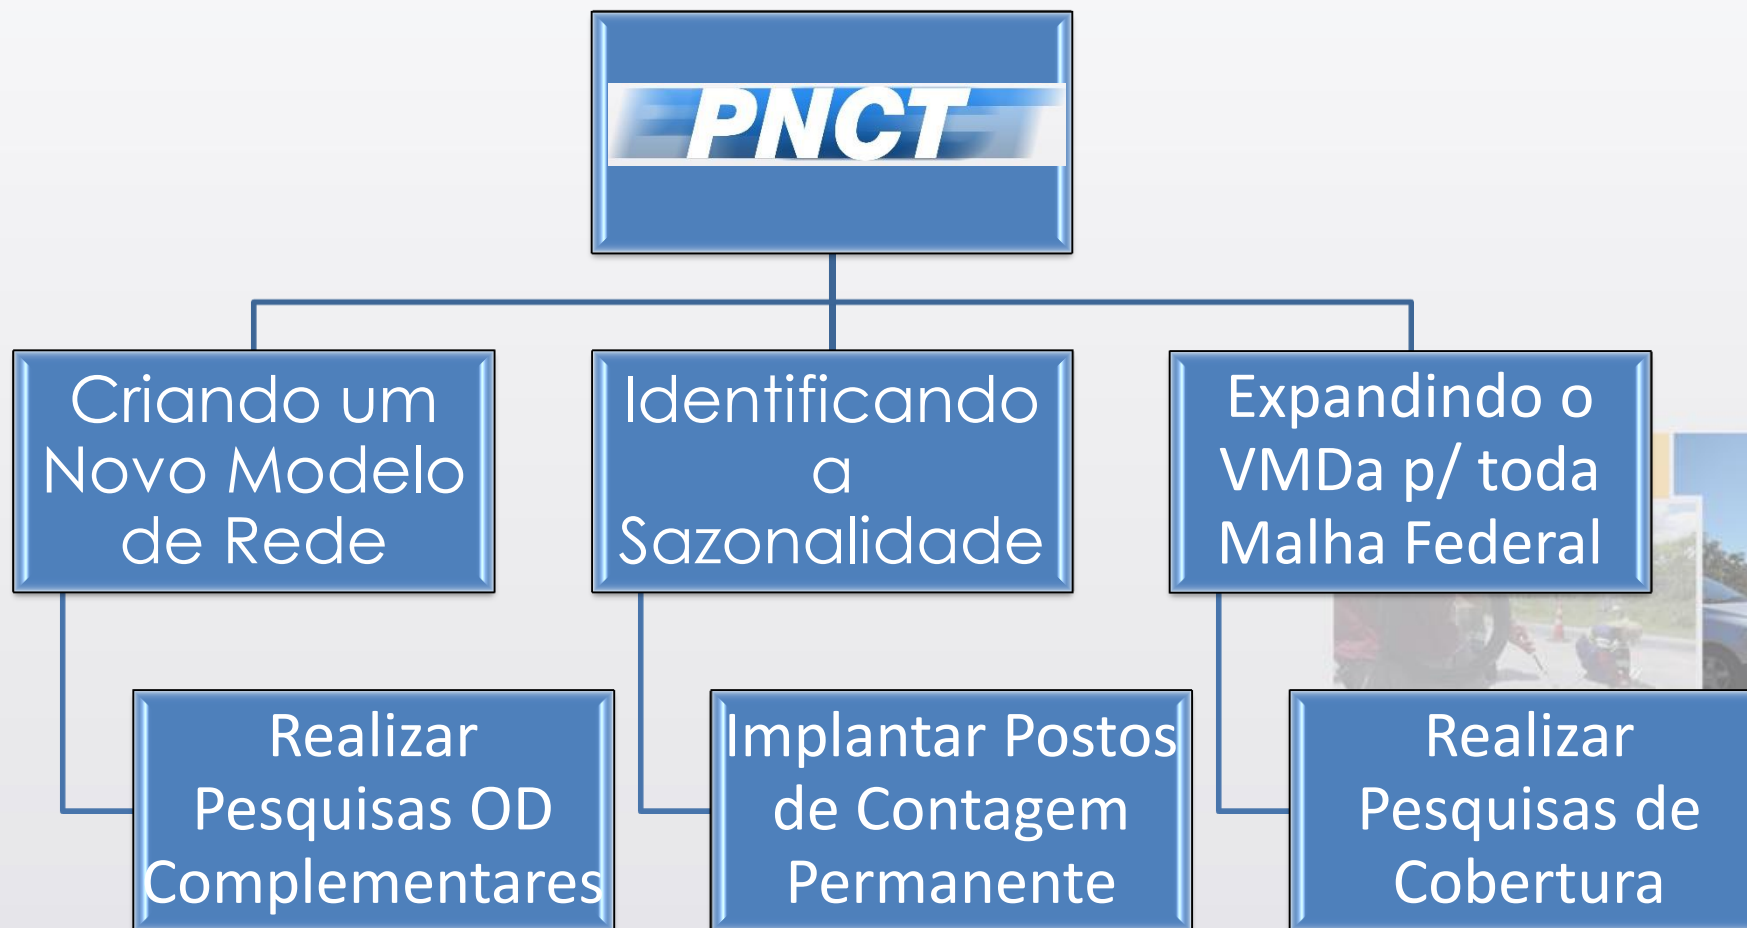 PNCT
Criando um
Novo Modelo
de Rede
Identificando
a
Sazonalidade
Expandindo o
VMDa p/ toda
Malha Federal
Realizar
Pesquisas OD
Complementares
Implantar Postos
de Contagem
Permanente
Realizar
Pesquisas de
Cobertura